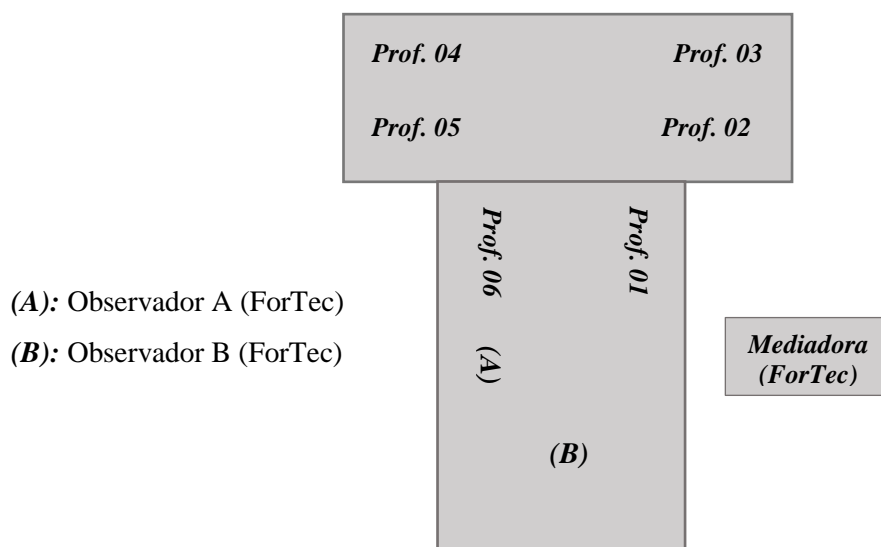 Prof. 04
Prof. 03
Prof. 05
Prof. 02
Prof. 06
Prof. 01
(A): Observador A (ForTec)
(B): Observador B (ForTec)
(A)
Mediadora
(ForTec)
(B)